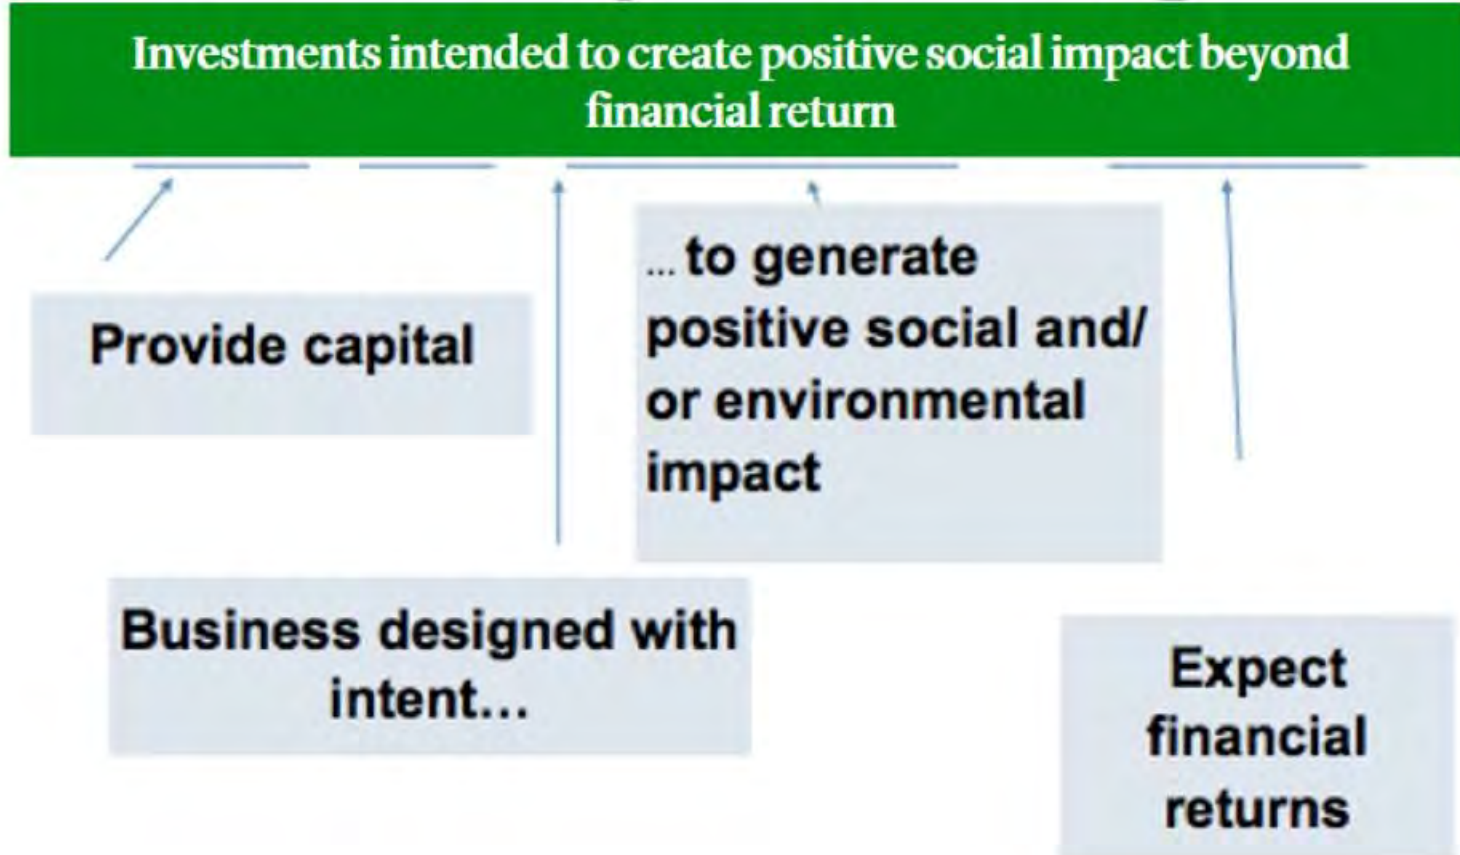 Investments intended to create positive social impact beyond
financial return
Provide capital
... to generate
positive social and/
or environmental
impact
Business designed with
intent...
Expect
financial
returns